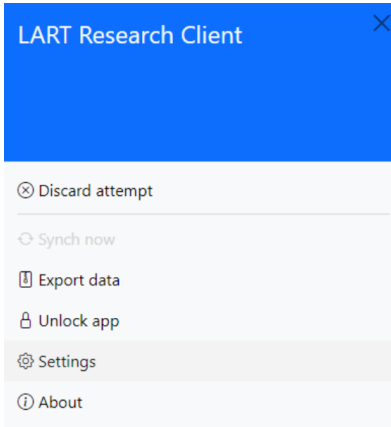 LART Research Client
Discard attempt
Synch now
Export data
Unlock app
Settings
About